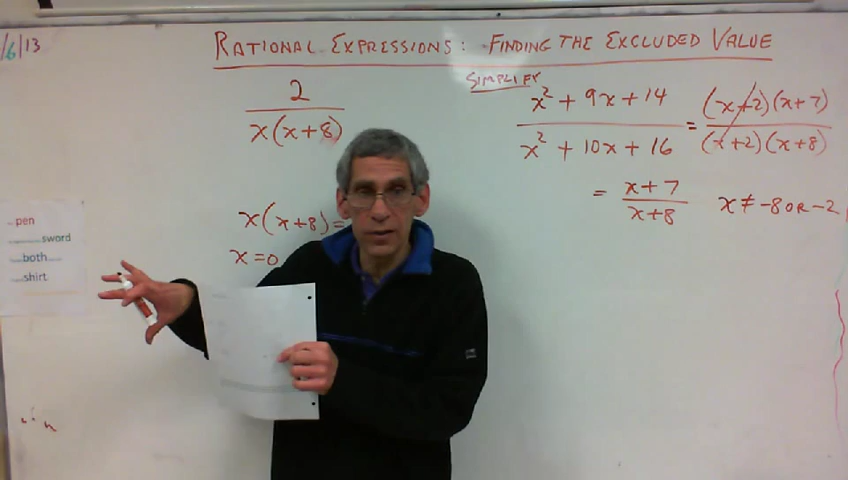 /6/13
RATIONAL EXPRESSIONS: FINDING THE EXCLUDED VALUE
2
x(x+8)
x(x+8)=
x=0
SIMPLIFY
x² + 9x + 14 = (x+2)(x+7)
x² + 10x + 16 (x+2)(x+8)
= x+7
x+8
x ≠ -8 OR -2
...pen
sword
both
shirt